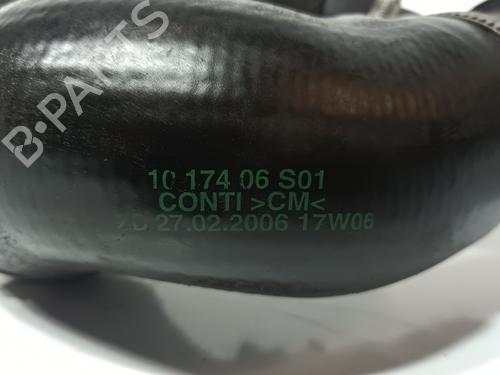 B-PARTS
10 174 06 S01
CONTI >CM<
27.02.2006 17W06